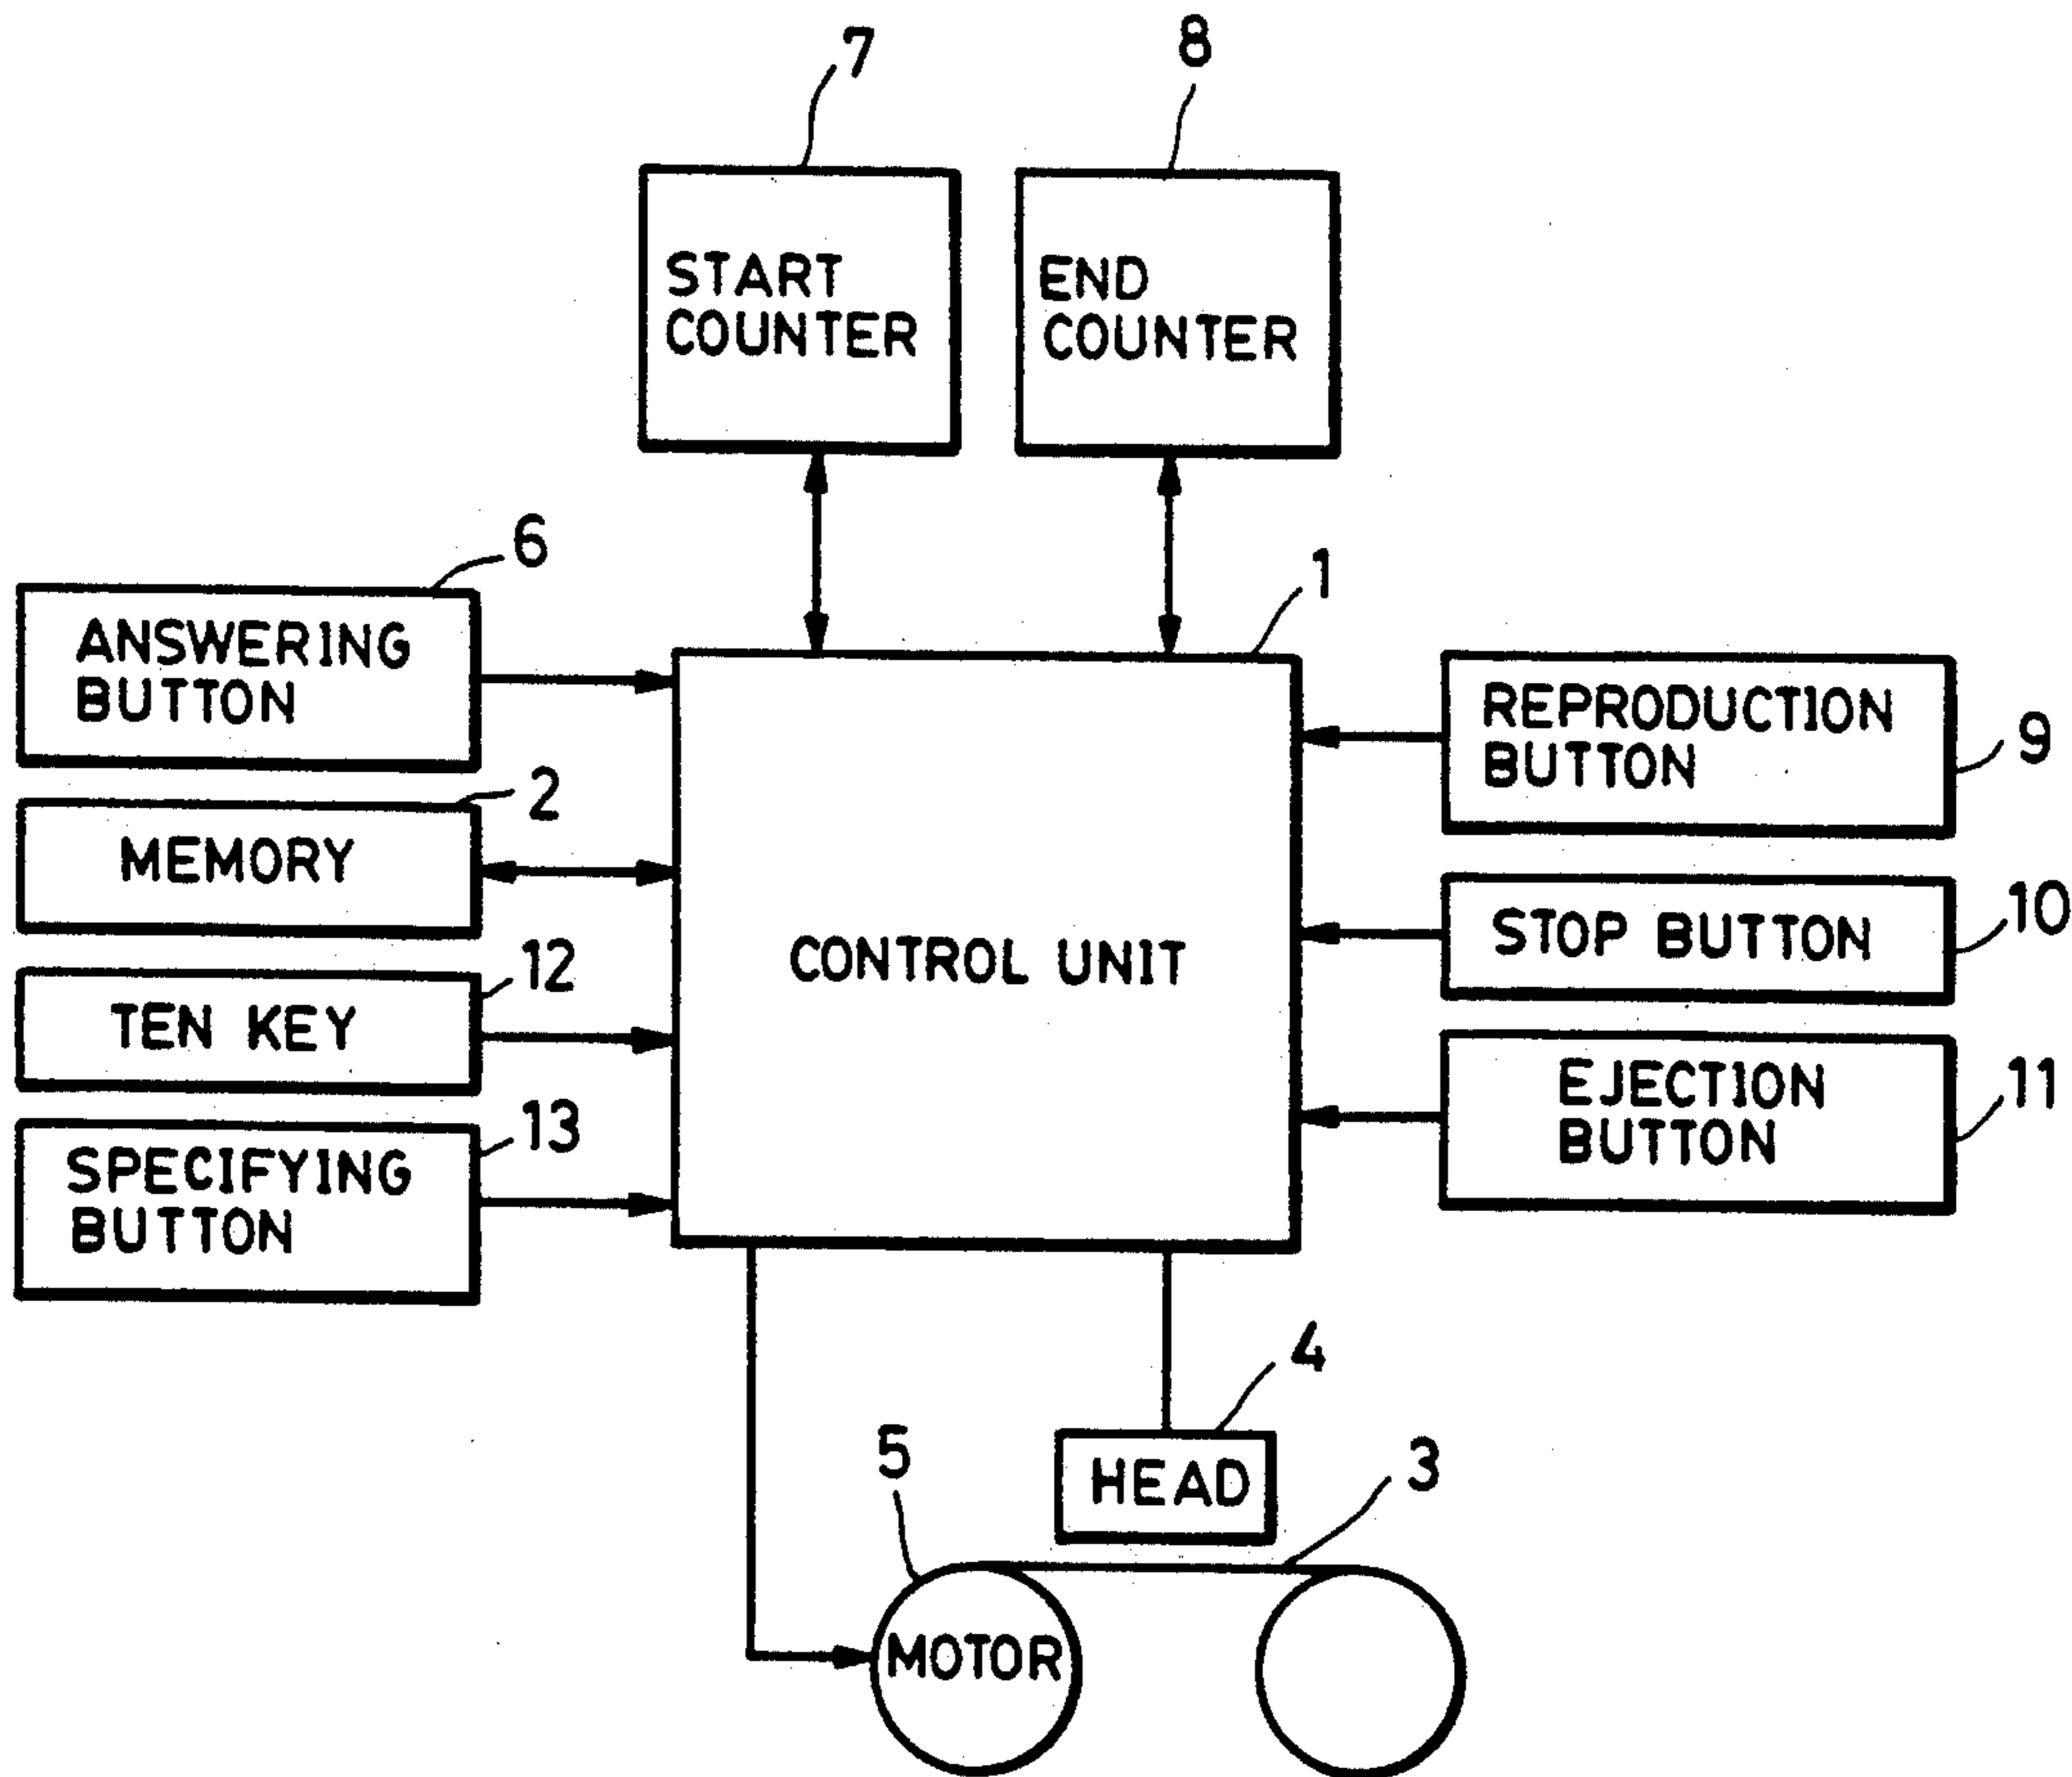 7
8
START
COUNTER
END
COUNTER
6
1
ANSWERING
BUTTON
REPRODUCTION
BUTTON
9
2
MEMORY
STOP BUTTON
10
12
TEN KEY
CONTROL UNIT
EJECTION
BUTTON
11
13
SPECIFYING
BUTTON
4
HEAD
5
3
MOTOR